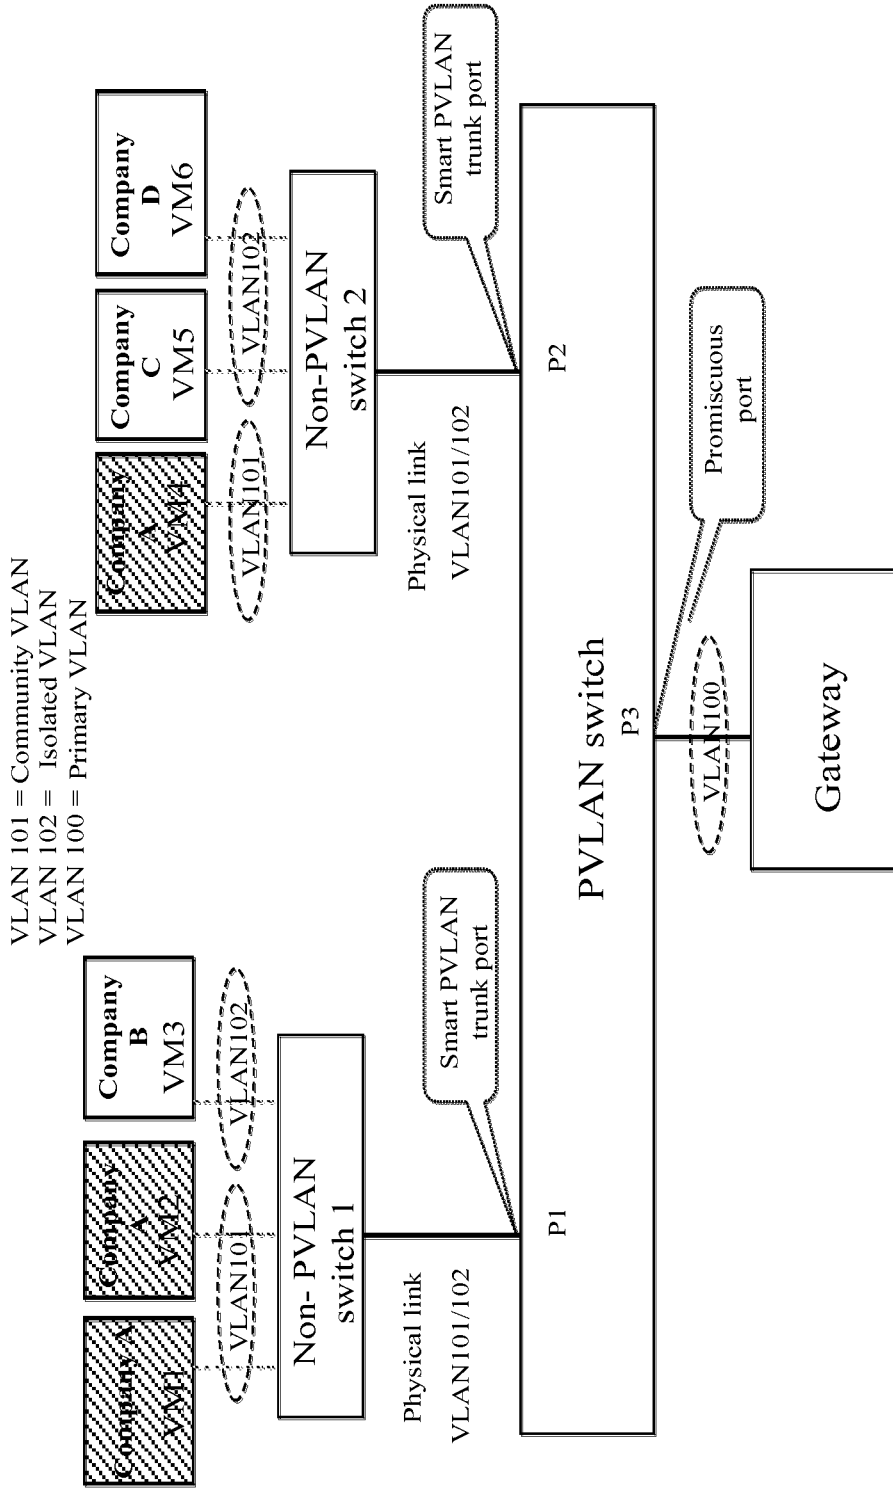 VLAN 101 = Community VLAN
VLAN 102 = Isolated VLAN
VLAN 100 = Primary VLAN
Company A
VM1
Company
A
VM2
Company
B
VM3
Company
A
VM4
Company
C
VM5
Company
D
VM6
VLAN101
VLAN102
VLAN101
VLAN102
Non- PVLAN
switch 1
Non-PVLAN
switch 2
Physical link
VLAN101/102
Smart PVLAN
trunk port
Physical link
VLAN101/102
Smart PVLAN
trunk port
P1
P2
PVLAN switch
P3
VLAN100
Promiscuous
port
Gateway